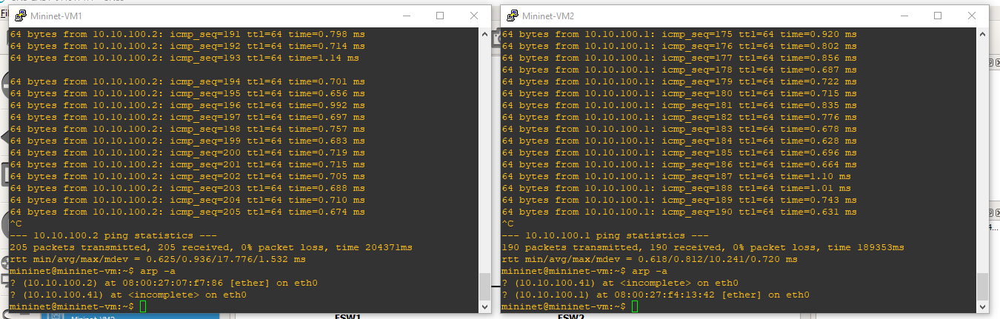 Mininet-VM1
64 bytes from 10.10.100.2: icmp_seq=191 ttl=64 time=0.798 ms
64 bytes from 10.10.100.2: icmp_seq=192 ttl=64 time=0.714 ms
64 bytes from 10.10.100.2: icmp_seq=193 ttl=64 time=1.14 ms
64 bytes from 10.10.100.2: icmp_seq=194 ttl=64 time=0.701 ms
64 bytes from 10.10.100.2: icmp_seq=195 ttl=64 time=0.656 ms
64 bytes from 10.10.100.2: icmp_seq=196 ttl=64 time=0.992 ms
64 bytes from 10.10.100.2: icmp_seq=197 ttl=64 time=0.697 ms
64 bytes from 10.10.100.2: icmp_seq=198 ttl=64 time=0.757 ms
64 bytes from 10.10.100.2: icmp_seq=199 ttl=64 time=0.683 ms
64 bytes from 10.10.100.2: icmp_seq=200 ttl=64 time=0.719 ms
64 bytes from 10.10.100.2: icmp_seq=201 ttl=64 time=0.715 ms
64 bytes from 10.10.100.2: icmp_seq=202 ttl=64 time=0.705 ms
64 bytes from 10.10.100.2: icmp_seq=203 ttl=64 time=0.688 ms
64 bytes from 10.10.100.2: icmp_seq=204 ttl=64 time=0.710 ms
64 bytes from 10.10.100.2: icmp_seq=205 ttl=64 time=0.674 ms
^C
--- 10.10.100.2 ping statistics ---
205 packets transmitted, 205 received, 0% packet loss, time 204371ms
rtt min/avg/max/mdev = 0.625/0.936/17.776/1.532 ms
mininet@mininet-vm:~$ arp -a
? (10.10.100.2) at 08:00:27:07:f7:86 [ether] on eth0
? (10.10.100.41) at <incomplete> on eth0
mininet@mininet-vm:~$
Mininet-VM2
64 bytes from 10.10.100.1: icmp_seq=175 ttl=64 time=0.920 ms
64 bytes from 10.10.100.1: icmp_seq=176 ttl=64 time=0.802 ms
64 bytes from 10.10.100.1: icmp_seq=177 ttl=64 time=0.856 ms
64 bytes from 10.10.100.1: icmp_seq=178 ttl=64 time=0.687 ms
64 bytes from 10.10.100.1: icmp_seq=179 ttl=64 time=0.722 ms
64 bytes from 10.10.100.1: icmp_seq=180 ttl=64 time=0.715 ms
64 bytes from 10.10.100.1: icmp_seq=181 ttl=64 time=0.835 ms
64 bytes from 10.10.100.1: icmp_seq=182 ttl=64 time=0.776 ms
64 bytes from 10.10.100.1: icmp_seq=183 ttl=64 time=0.678 ms
64 bytes from 10.10.100.1: icmp_seq=184 ttl=64 time=0.628 ms
64 bytes from 10.10.100.1: icmp_seq=185 ttl=64 time=0.696 ms
64 bytes from 10.10.100.1: icmp_seq=186 ttl=64 time=0.664 ms
64 bytes from 10.10.100.1: icmp_seq=187 ttl=64 time=1.10 ms
64 bytes from 10.10.100.1: icmp_seq=188 ttl=64 time=1.01 ms
64 bytes from 10.10.100.1: icmp_seq=189 ttl=64 time=0.743 ms
64 bytes from 10.10.100.1: icmp_seq=190 ttl=64 time=0.631 ms
^C
--- 10.10.100.1 ping statistics ---
190 packets transmitted, 190 received, 0% packet loss, time 189353ms
rtt min/avg/max/mdev = 0.618/0.812/10.241/0.720 ms
mininet@mininet-vm:~$ arp -a
? (10.10.100.41) at <incomplete> on eth0
? (10.10.100.1) at 08:00:27:f4:13:42 [ether] on eth0
mininet@mininet-vm:~$
Mininet-VM2
ESW1
ESW2